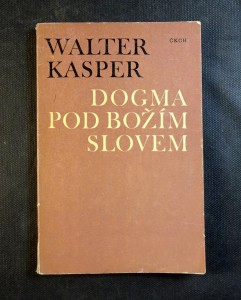 WALTER
KASPER
ČKCH
DOGMA
POD BOŽÍM
SLOVEM